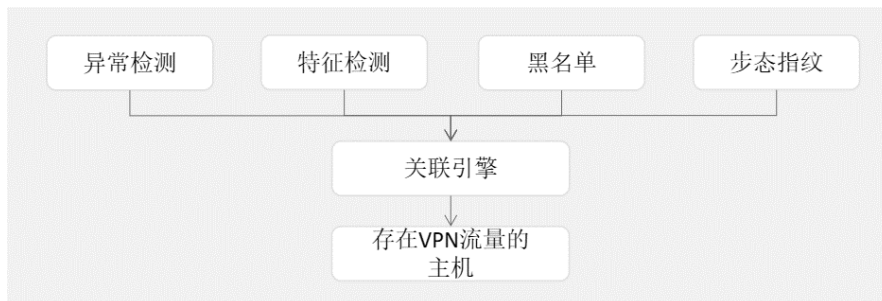 异常检测
特征检测
黑名单
步态指纹
关联引擎
存在VPN流量的
主机